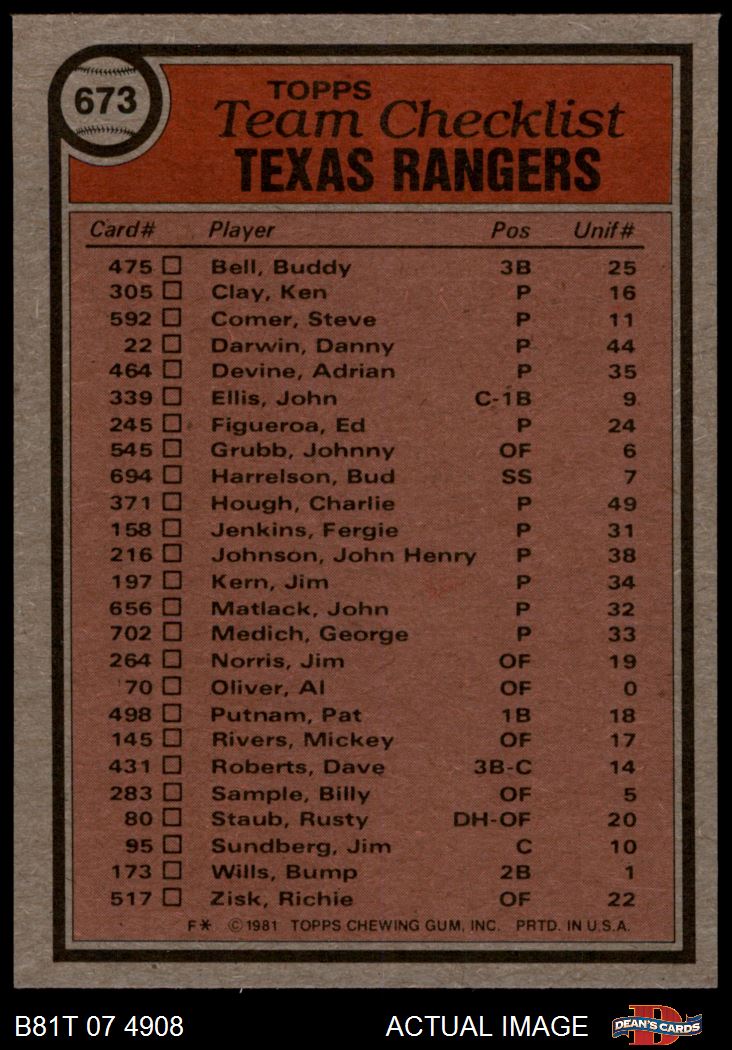 673
TOPPS
Team Checklist
TEXAS RANGERS
Card# Player Pos Unif#
475 Bell, Buddy 3B 25
305 Clay, Ken P 16
592 Comer, Steve P 11
22 Darwin, Danny P 44
464 Devine, Adrian P 35
339 Ellis, John C-1B 9
245 Figueroa, Ed P 24
545 Grubb, Johnny OF 6
694 Harrelson, Bud SS 7
371 Hough, Charlie P 49
158 Jenkins, Fergie P 31
216 Johnson, John Henry P 38
197 Kern, Jim P 34
656 Matlack, John P 32
702 Medich, George P 33
264 Norris, Jim OF 19
70 Oliver, Al OF 0
498 Putnam, Pat 1B 18
145 Rivers, Mickey OF 17
431 Roberts, Dave 3B-C 14
283 Sample, Billy OF 5
80 Staub, Rusty DH-OF 20
95 Sundberg, Jim C 10
173 Wills, Bump 2B 1
517 Zisk, Richie OF 22
F* ©1981 TOPPS CHEWING GUM, INC. PRTD. IN U.S.A.
B81T 07 4908 ACTUAL IMAGE DEAN'S CARDS